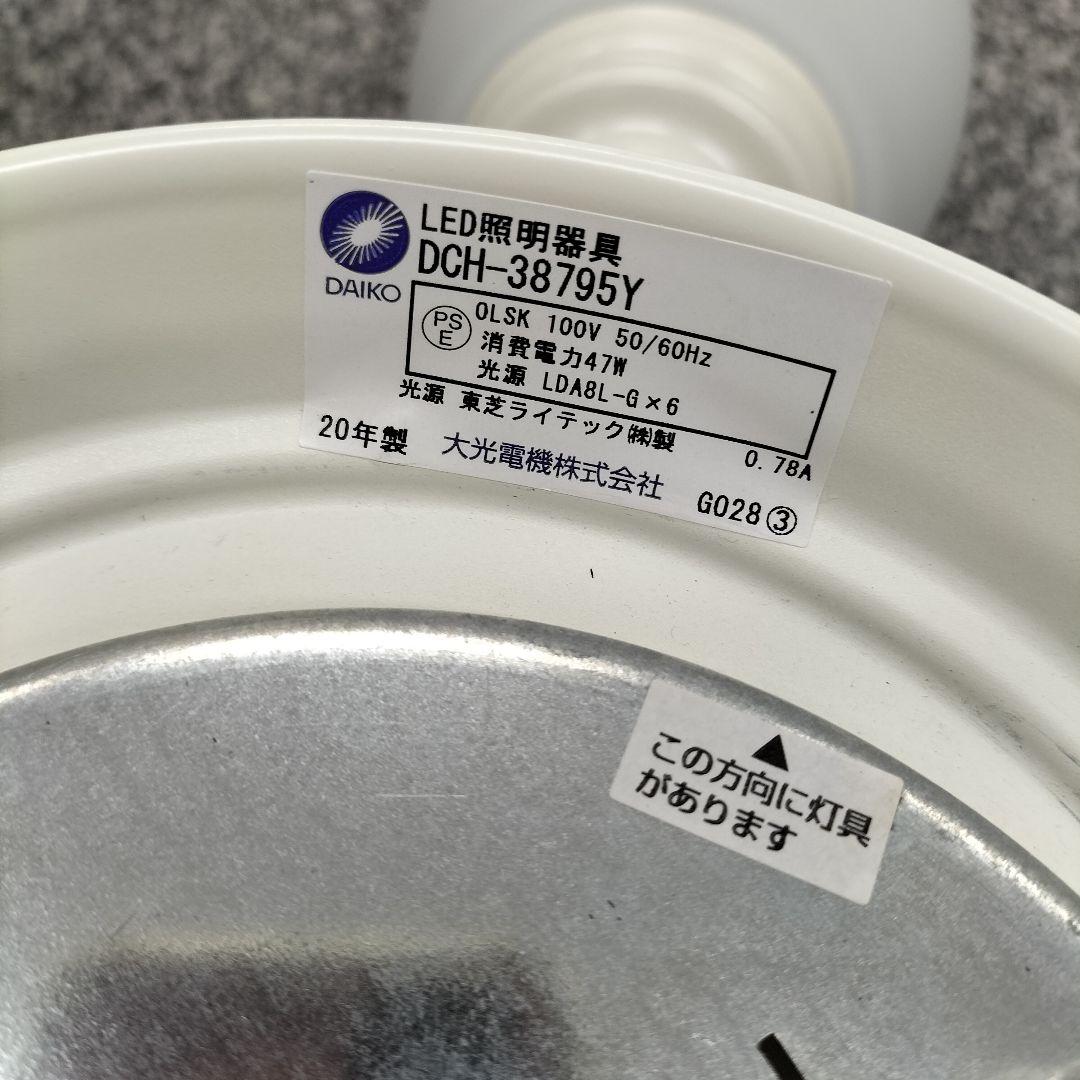 DAIKO
LED照明器具
DCH-38795Y
PS
E
OLSK 100V 50/60Hz
消費電力47W
光源 LDA8L-G×6
光源 東芝ライテック㈱製
0.78A
20年製
大光電機株式会社
G028③
▲
この方向に灯具
があります